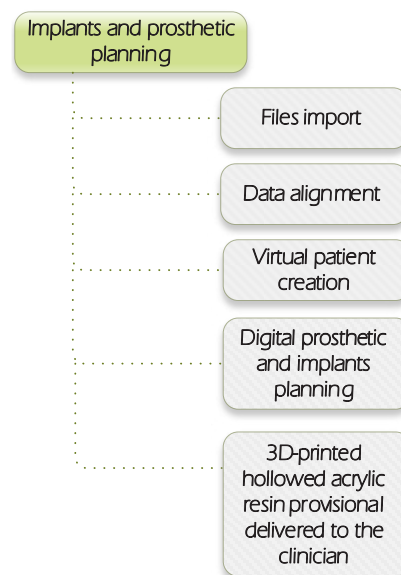 Implants and prosthetic
planning
Files import
Data alignment
Virtual patient
creation
Digital prosthetic
and implants
planning
3D-printed
hollowed acrylic
resin provisional
delivered to the
clinician